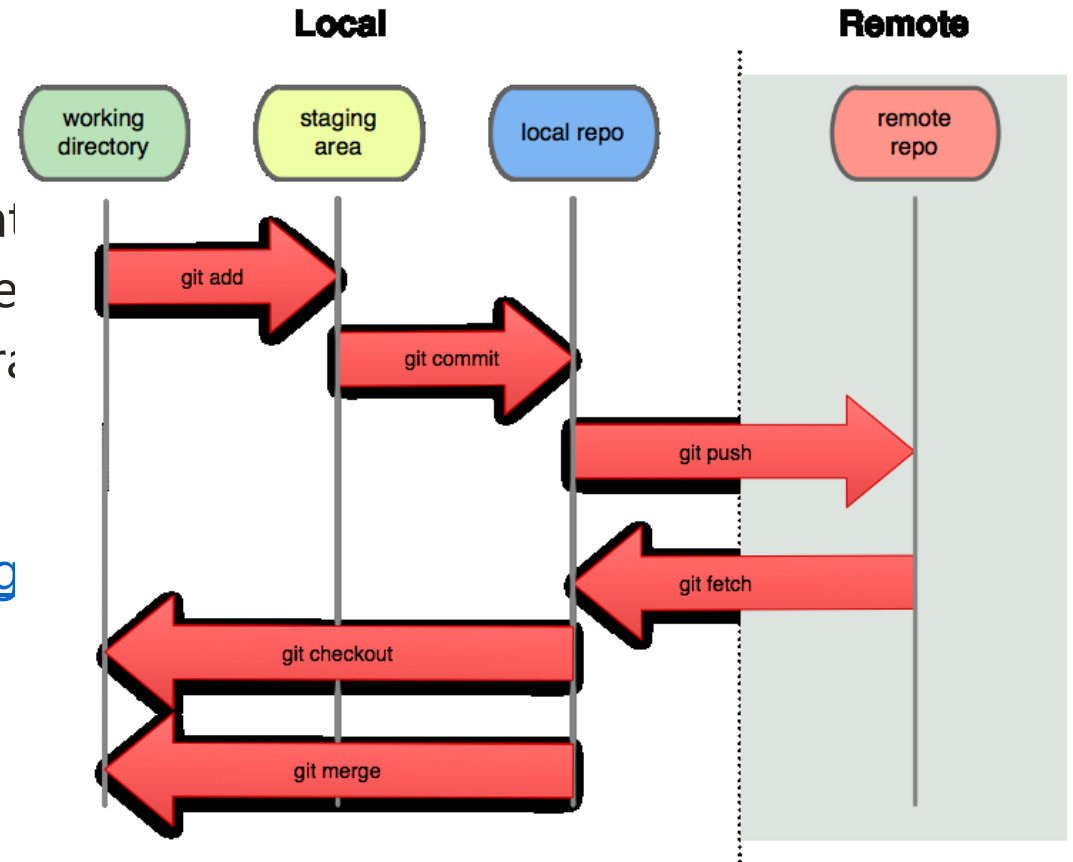 Local
Remote
working
directory
staging
area
local repo
remote
repo
git add
git commit
git push
git fetch
git checkout
git merge